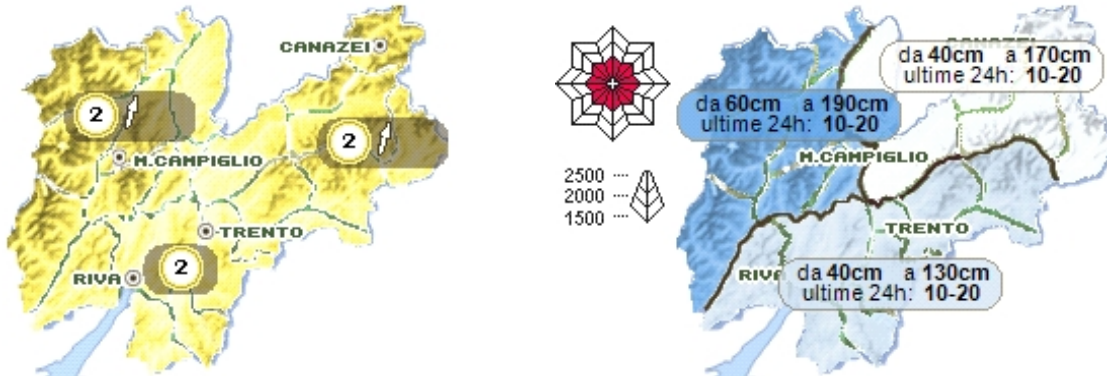 CANAZEI
2
2
M.CAMPIGLIO
TRENTO
RIVA
2
2500
2000
1500
CANAZEI
da 40cm a 170cm
ultime 24h: 10-20
da 60cm a 190cm
ultime 24h: 10-20
M.CAMPIGLIO
TRENTO
RIVA
da 40cm a 130cm
ultime 24h: 10-20